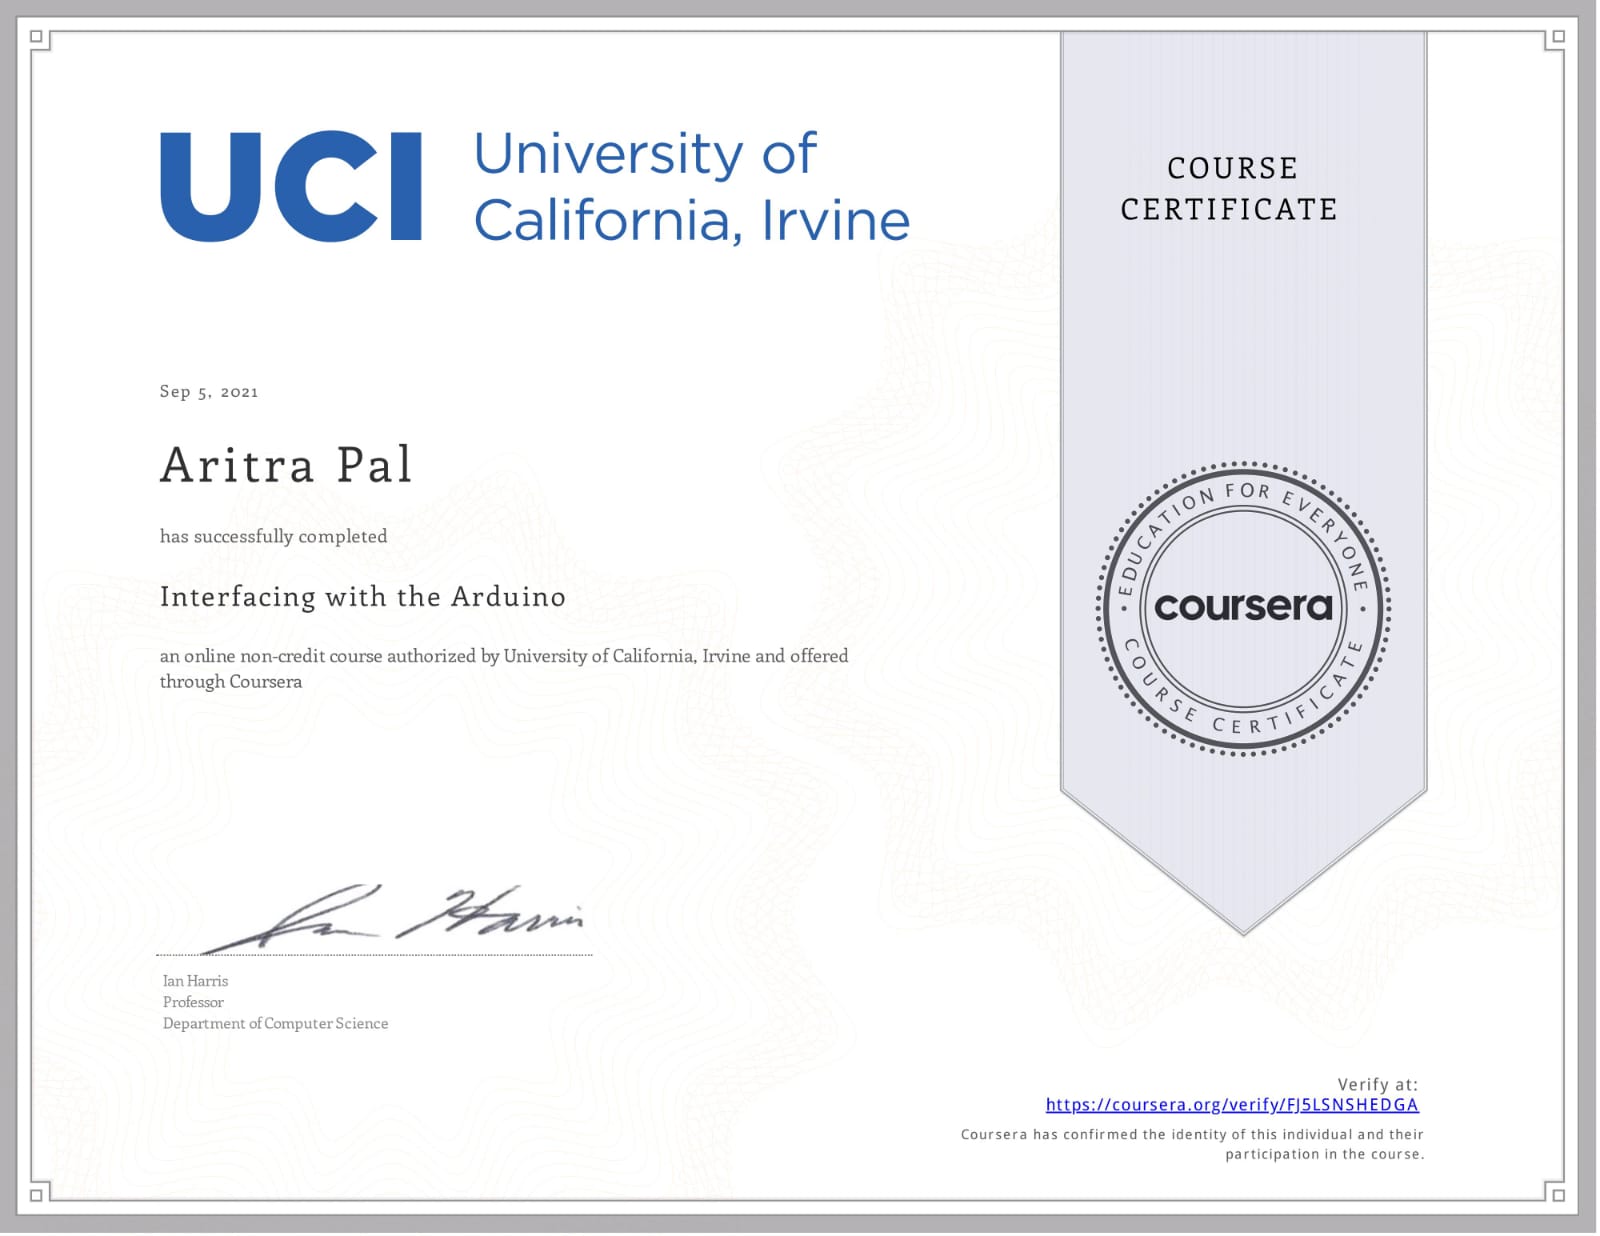 UCI
University of
California, Irvine
COURSE
CERTIFICATE
Sep 5, 2021
Aritra Pal
has successfully completed
Interfacing with the Arduino
an online non-credit course authorized by University of California, Irvine and offered
through Coursera
EDUCATION FOR EVERYONE
coursera
COURSE CERTIFICATE
Ian Harris
Ian Harris
Professor
Department of Computer Science
Verify at:
https://coursera.org/verify/FJ5LSNSHEDGA
Coursera has confirmed the identity of this individual and their
participation in the course.